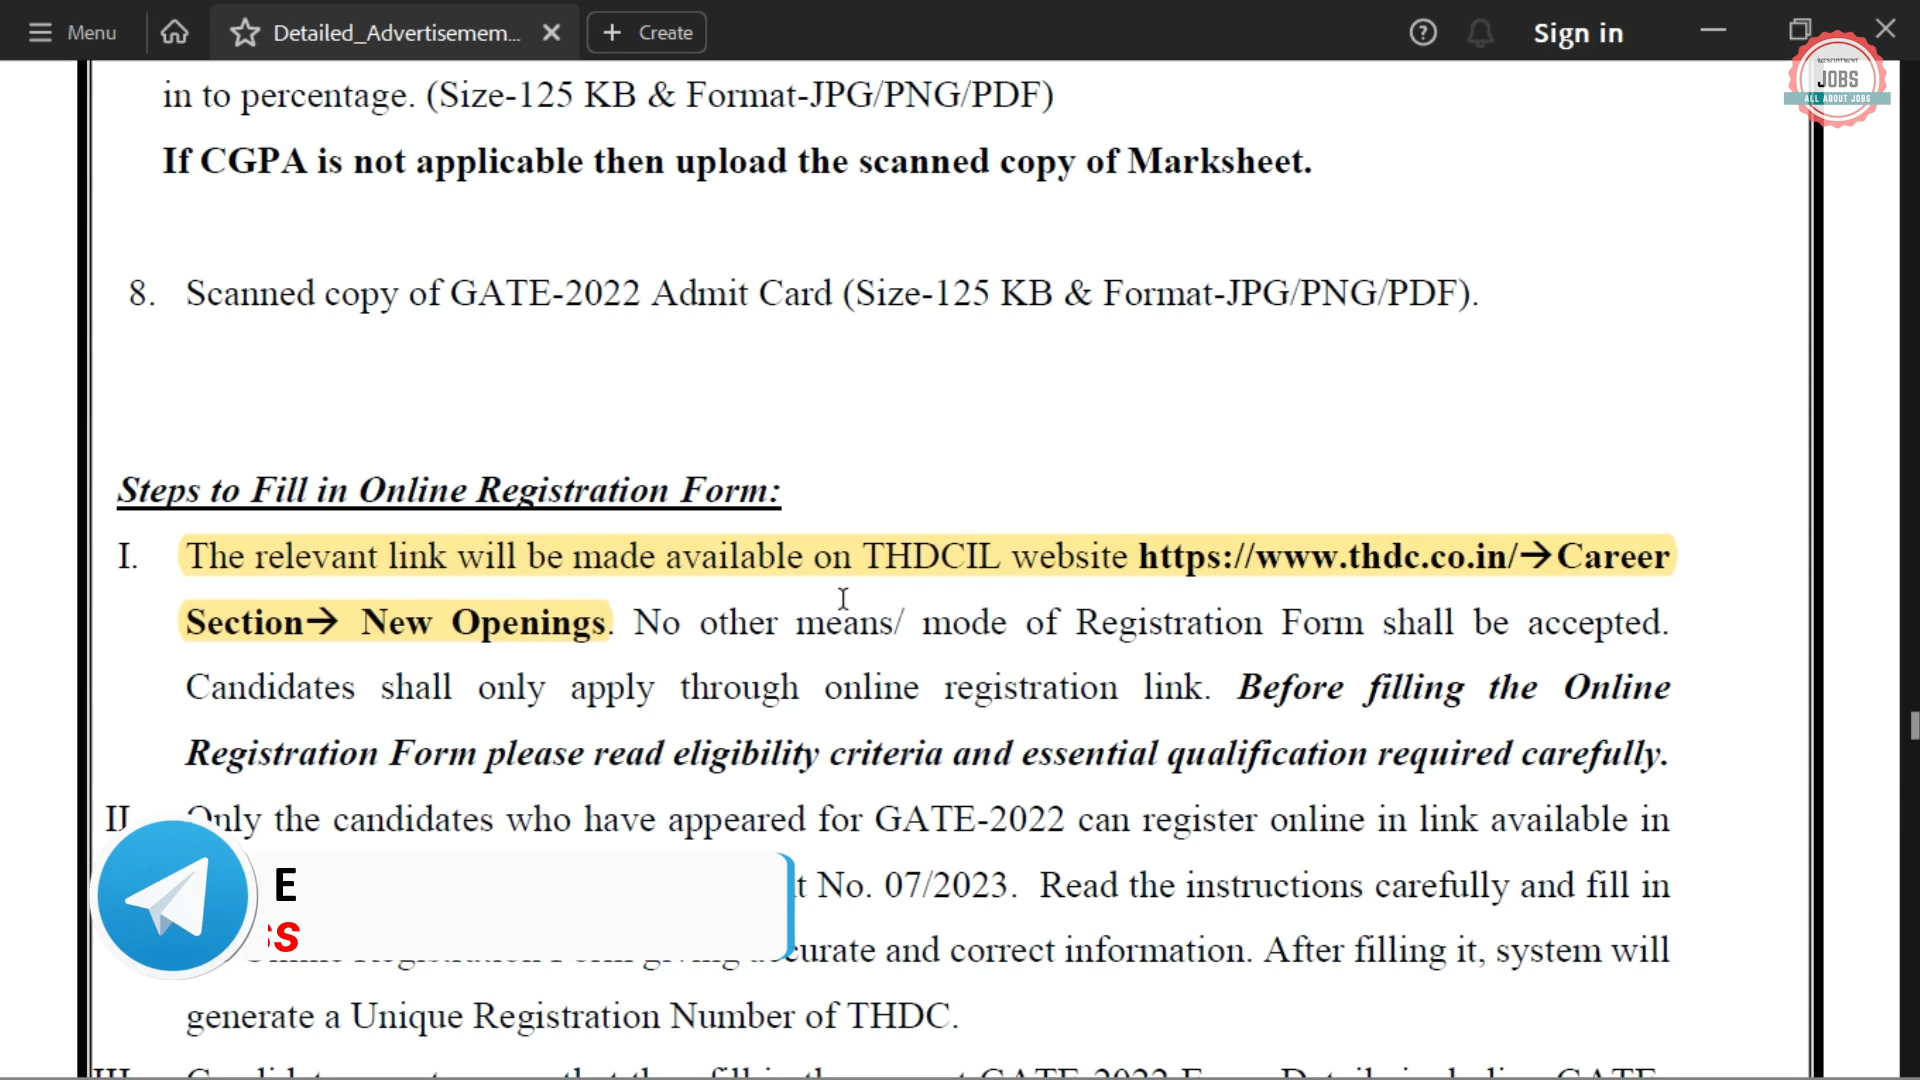 Menu
Detailed_Advertisemem...
Create
Sign in
RECRUITMENT
JOBS
ALL ABOUT JOBS
in to percentage. (Size-125 KB & Format-JPG/PNG/PDF)
If CGPA is not applicable then upload the scanned copy of Marksheet.
8. Scanned copy of GATE-2022 Admit Card (Size-125 KB & Format-JPG/PNG/PDF).
Steps to Fill in Online Registration Form:
I. The relevant link will be made available on THDCIL website https://www.thdc.co.in/→Career
Section→ New Openings. No other means/ mode of Registration Form shall be accepted.
Candidates shall only apply through online registration link. Before filling the Online
Registration Form please read eligibility criteria and essential qualification required carefully.
II. Only the candidates who have appeared for GATE-2022 can register online in link available in
E
No. 07/2023. Read the instructions carefully and fill in
S
and correct information. After filling it, system will
generate a Unique Registration Number of THDC.